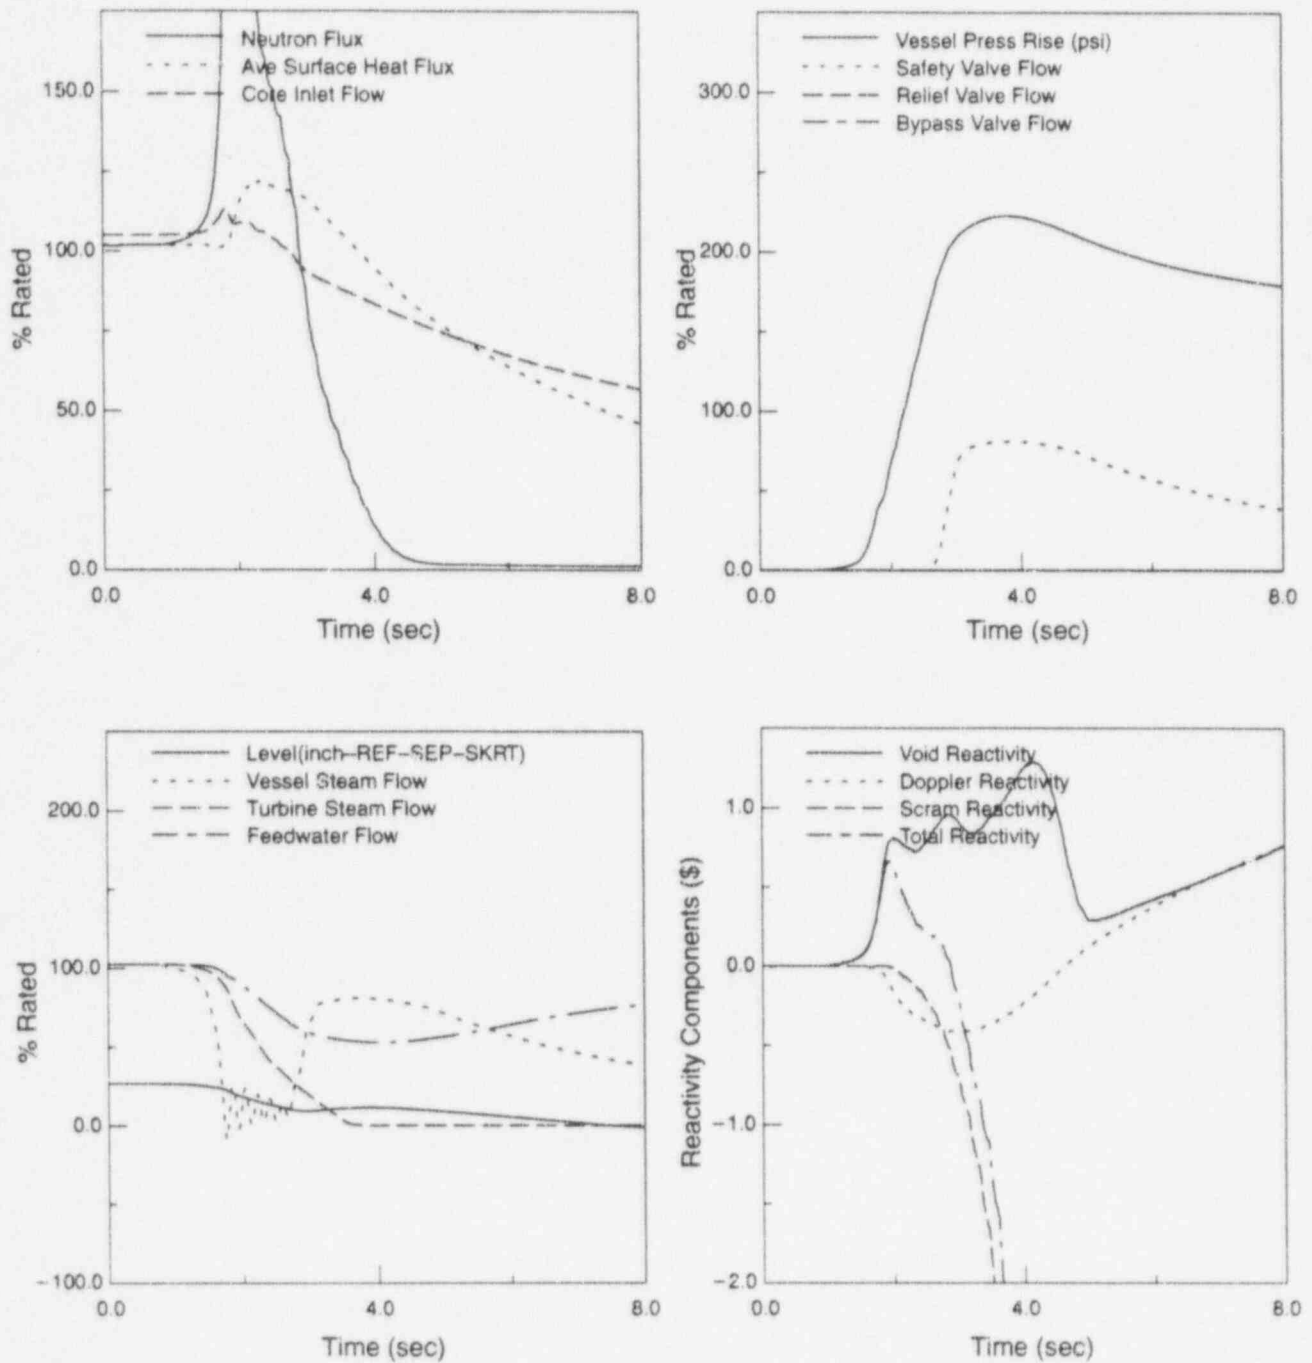 Neutron Flux
Ave Surface Heat Flux
Core Inlet Flow
150.0
100.0
50.0
0.0
% Rated
0.0 4.0 8.0
Time (sec)
Vessel Press Rise (psi)
Safety Valve Flow
Relief Valve Flow
Bypass Valve Flow
300.0
200.0
100.0
0.0
% Rated
0.0 4.0 8.0
Time (sec)
Level(inch-REF-SEP-SKRT)
Vessel Steam Flow
Turbine Steam Flow
Feedwater Flow
200.0
100.0
0.0
-100.0
% Rated
0.0 4.0 8.0
Time (sec)
Void Reactivity
Doppler Reactivity
Scram Reactivity
Total Reactivity
1.0
0.0
-1.0
-2.0
Reactivity Components ($)
0.0 4.0 8.0
Time (sec)